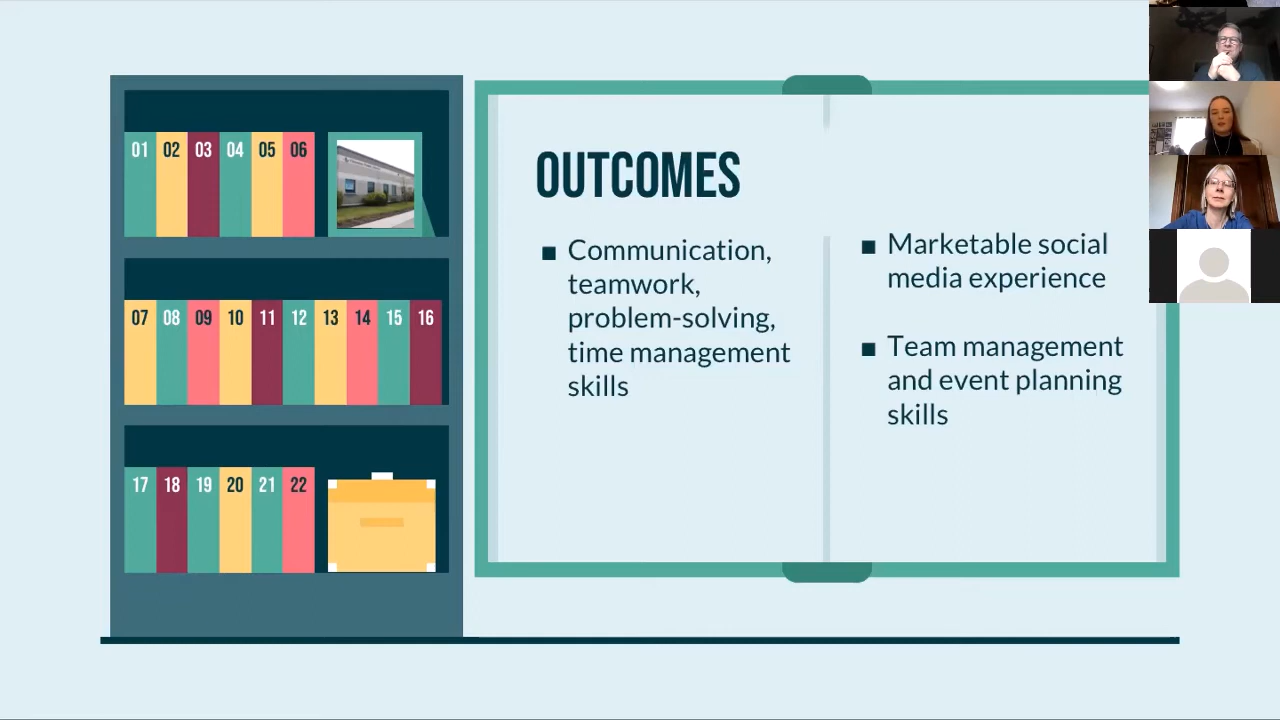 01 02 03 04 05 06
07 08 09 10 11 12 13 14 15 16
17 18 19 20 21 22
OUTCOMES
■ Communication,
teamwork,
problem-solving,
time management
skills
■ Marketable social
media experience
■ Team management
and event planning
skills